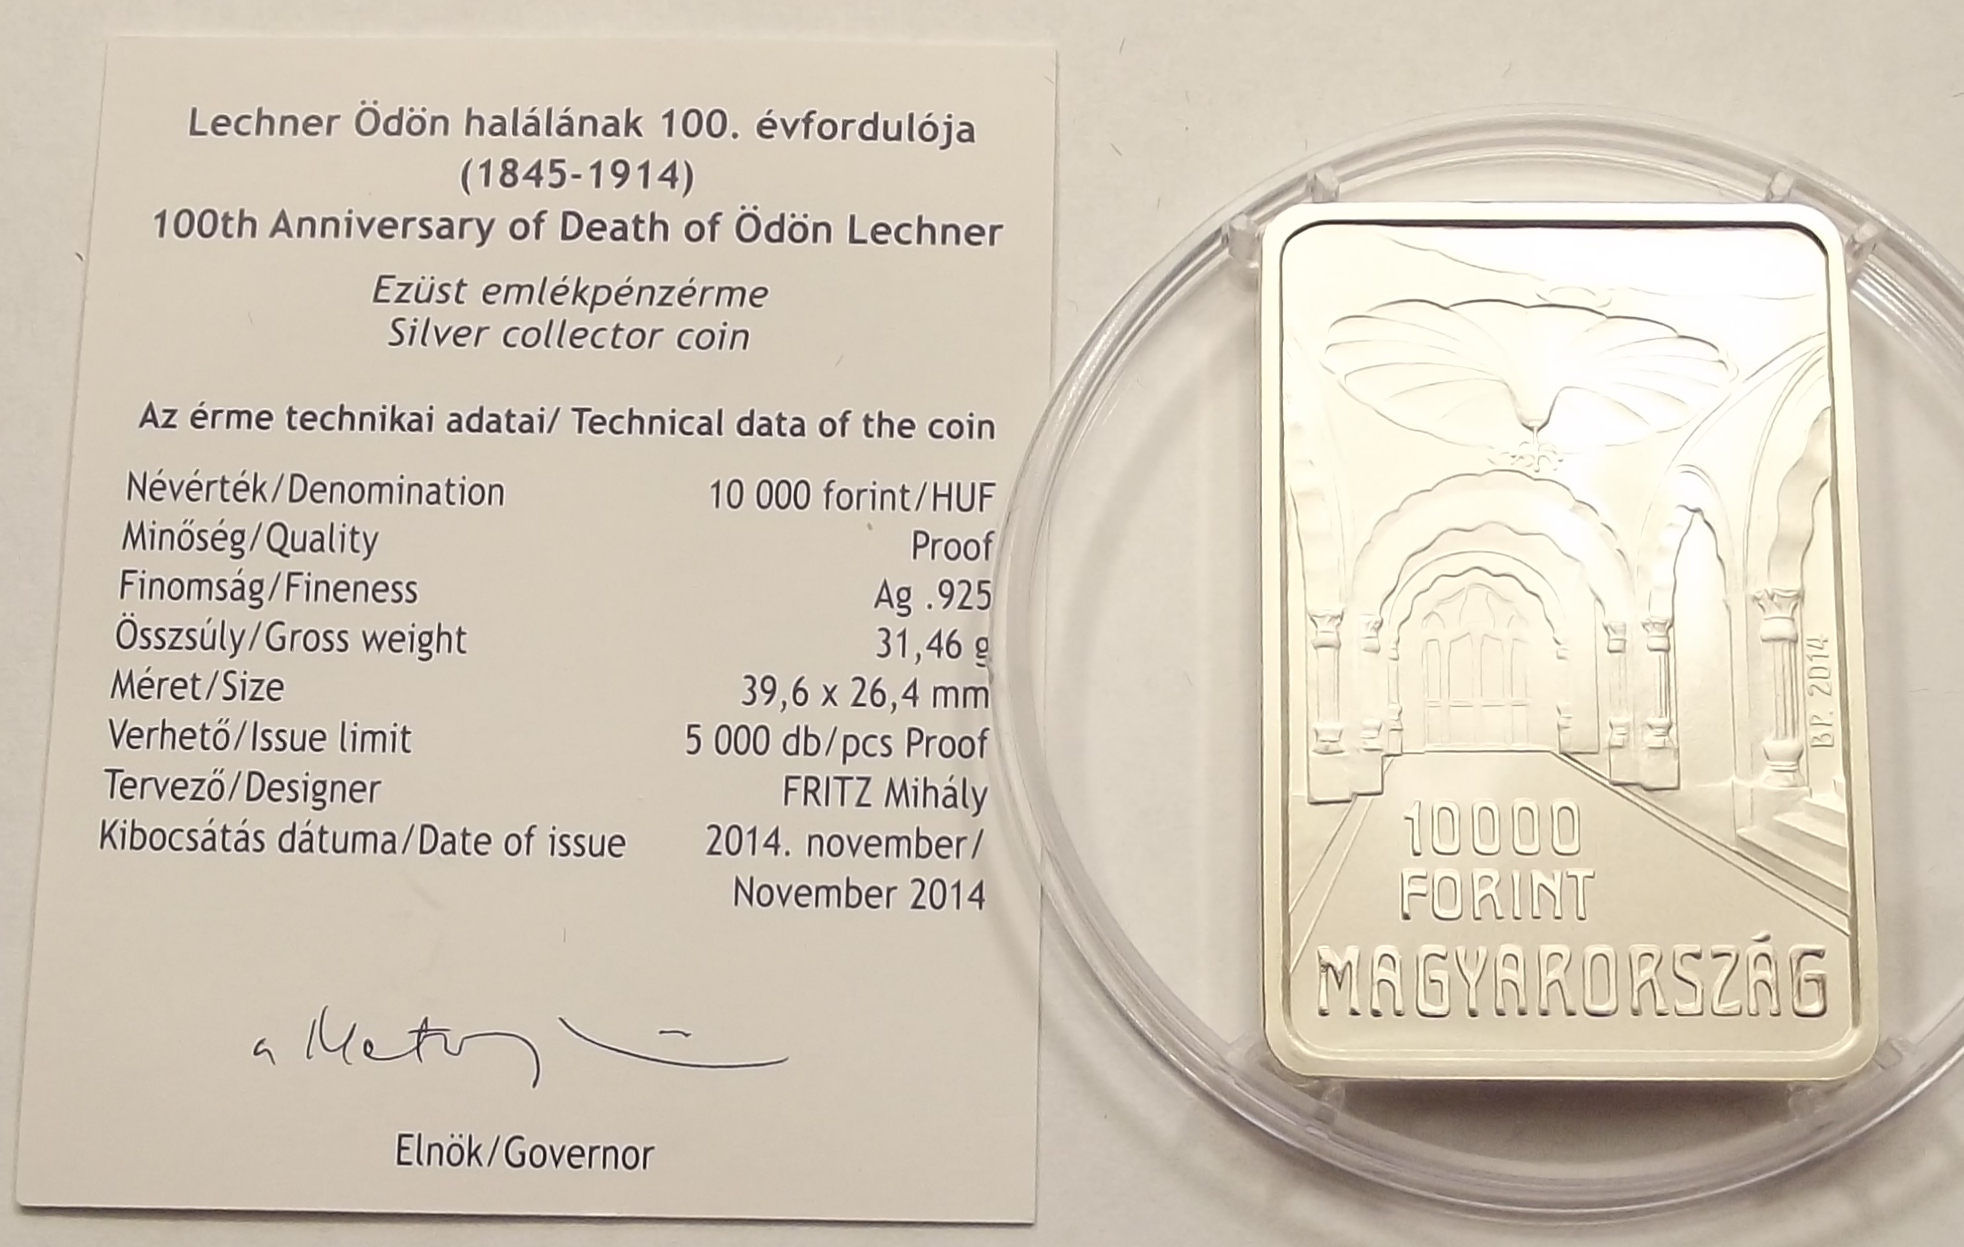 Lechner Ödön halálának 100. évfordulója
(1845-1914)
100th Anniversary of Death of Ödön Lechner
Ezüst emlékpénzérme
Silver collector coin
Az érme technikai adatai/ Technical data of the coin
Névérték/Denomination 10 000 forint/HUF
Minőség/Quality Proof
Finomság/Fineness Ag .925
Összsúly/Gross weight 31,46 g
Méret/Size 39,6 x 26,4 mm
Verhető/Issue limit 5 000 db/pcs Proof
Tervező/Designer FRITZ Mihály
Kibocsátás dátuma/Date of issue 2014. november/
November 2014
Elnök/Governor
BP. 2014
10000
FORINT
MAGYARORSZÁG